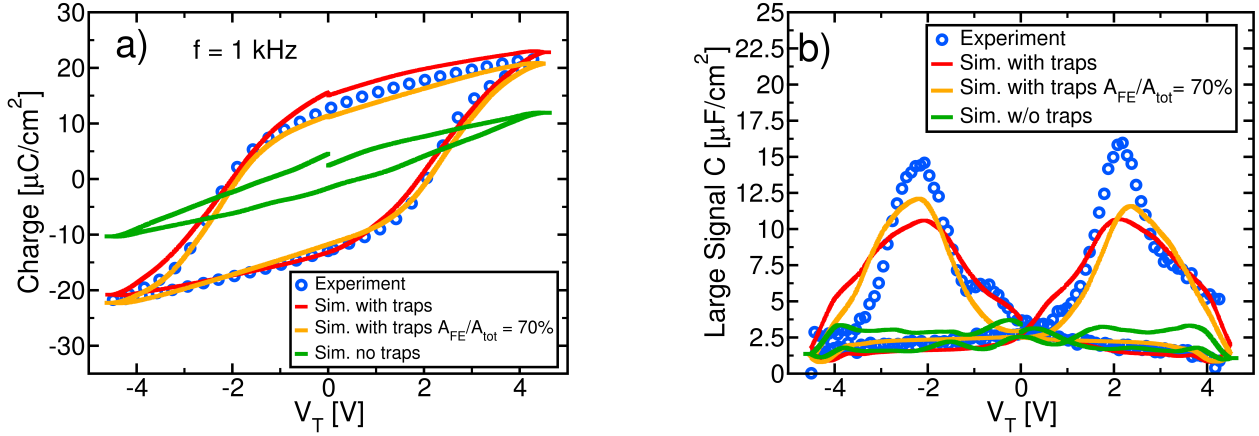 a)
f = 1 kHz
Charge [μC/cm²]
30
20
10
0
-10
-20
-30
-4
-2
0
2
4
V_T [V]
Experiment
Sim. with traps
Sim. with traps A_FE/A_tot = 70%
Sim. no traps
b)
Large Signal C [μF/cm²]
25
22.5
20
17.5
15
12.5
10
7.5
5
2.5
0
-4
-2
0
2
4
V_T [V]
Experiment
Sim. with traps
Sim. with traps A_FE/A_tot = 70%
Sim. w/o traps